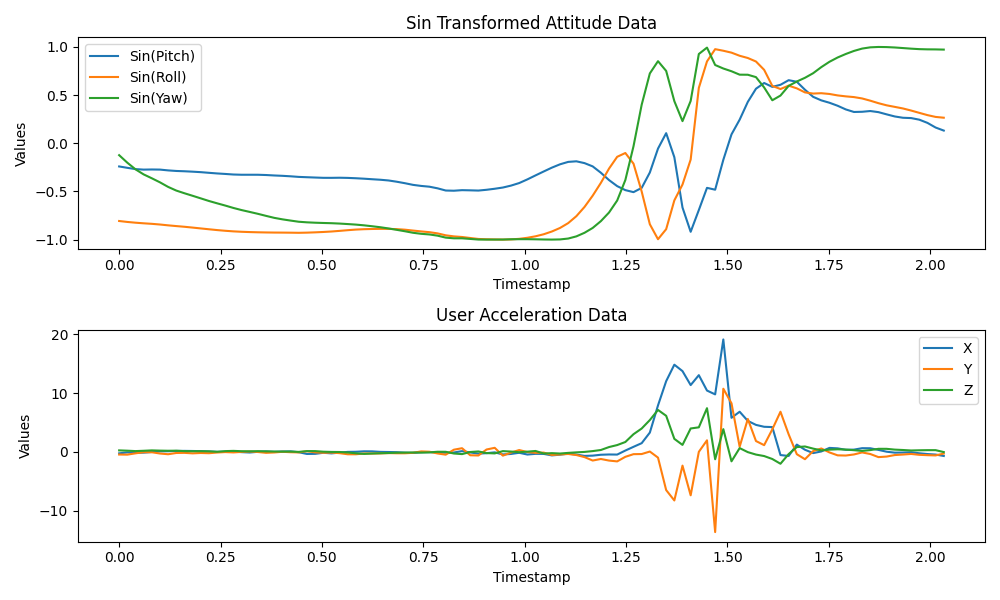 Sin Transformed Attitude Data
1.0
0.5
0.0
−0.5
−1.0
Values
Sin(Pitch)
Sin(Roll)
Sin(Yaw)
0.00 0.25 0.50 0.75 1.00 1.25 1.50 1.75 2.00
Timestamp
User Acceleration Data
20
10
0
−10
Values
X
Y
Z
0.00 0.25 0.50 0.75 1.00 1.25 1.50 1.75 2.00
Timestamp